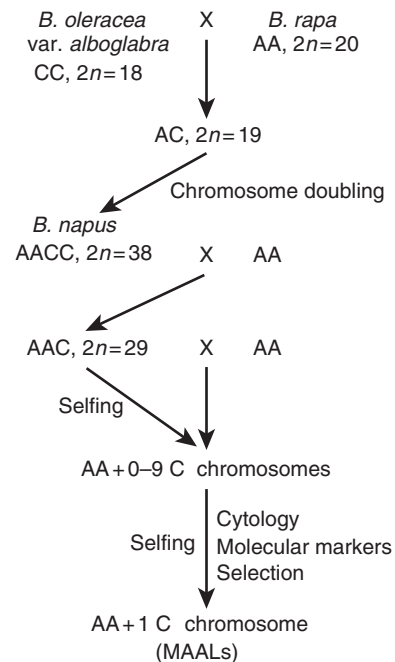 B. oleracea X B. rapa
var. alboglabra AA, 2n=20
CC, 2n=18
AC, 2n=19
Chromosome doubling
B. napus
AACC, 2n=38 X AA
AAC, 2n=29 X AA
Selfing
AA+0–9 C chromosomes
Cytology
Selfing Molecular markers
Selection
AA+1 C chromosome
(MAALs)